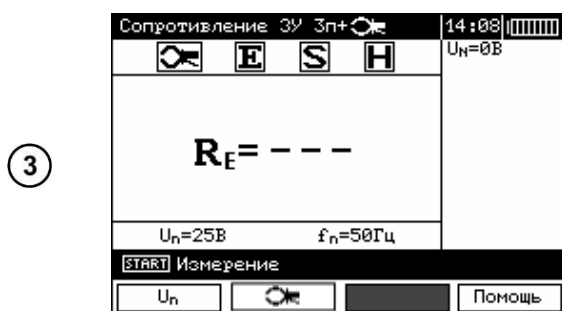 Сопротивление ЗУ 3п+
14:08
UN=0В
E S H
3
RE= - - -
Un=25В fn=50Гц
START Измерение
Un Помощь